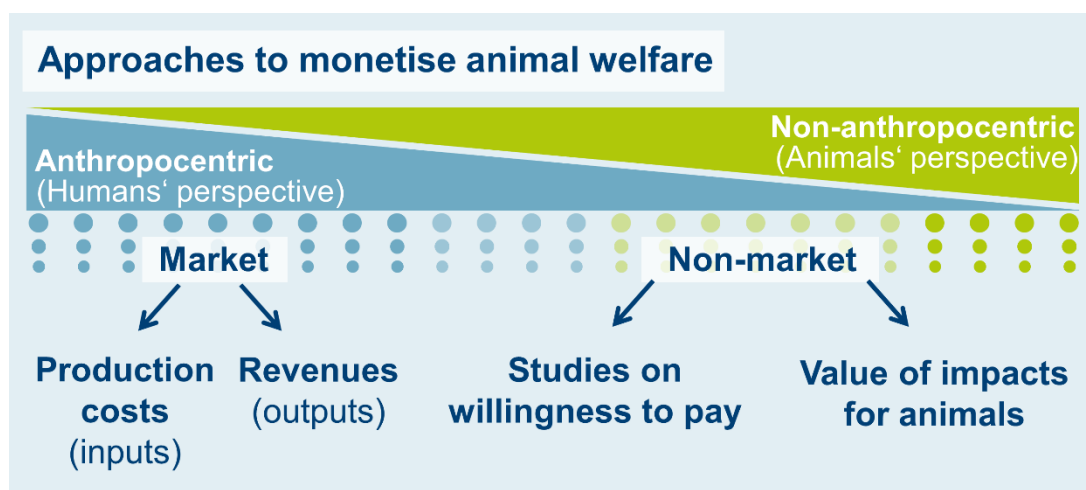 Approaches to monetise animal welfare
Non-anthropocentric
(Animals‘ perspective)
Anthropocentric
(Humans‘ perspective)
Market
Non-market
Production
costs
(inputs)
Revenues
(outputs)
Studies on
willingness to pay
Value of impacts
for animals